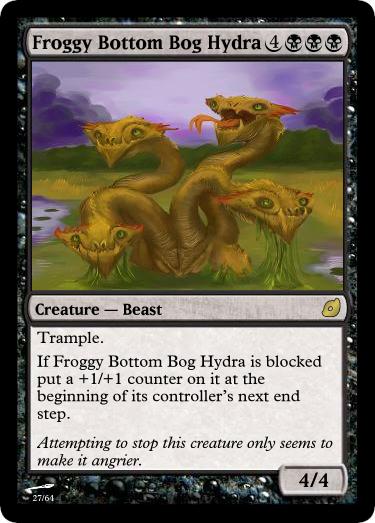 Froggy Bottom Bog Hydra 4
Creature — Beast
Trample.
If Froggy Bottom Bog Hydra is blocked
put a +1/+1 counter on it at the
beginning of its controller's next end
step.
Attempting to stop this creature only seems to
make it angrier.
27/64
4/4